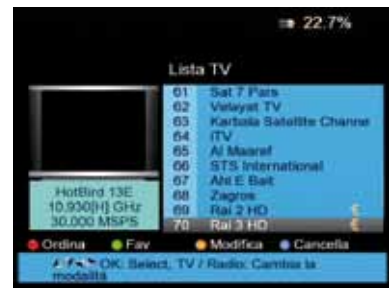 22.7%
Lista TV
61 Sat 7 Pars
62 Velayat TV
63 Karbala Satellite Channe
64 iTV
65 Al Maaref
66 STS International
67 Ahl E Bait
68 Zagros
69 Rai 2 HD €
70 Rai 3 HD €
HotBird 13E
10.930[H] GHz
30.000 MSPS
Ordina Fav Modifica Cancella
OK: Select, TV / Radio: Cambia la
modalità